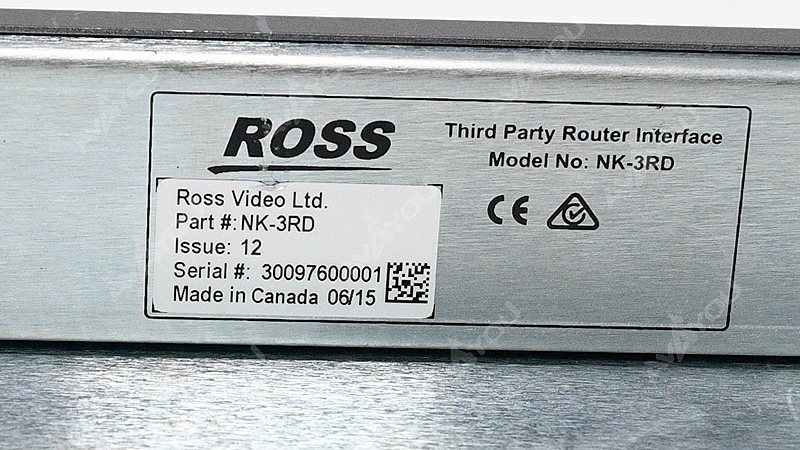 ROSS
Third Party Router Interface
Model No: NK-3RD
CE
Ross Video Ltd.
Part #: NK-3RD
Issue: 12
Serial #: 30097600001
Made in Canada 06/15